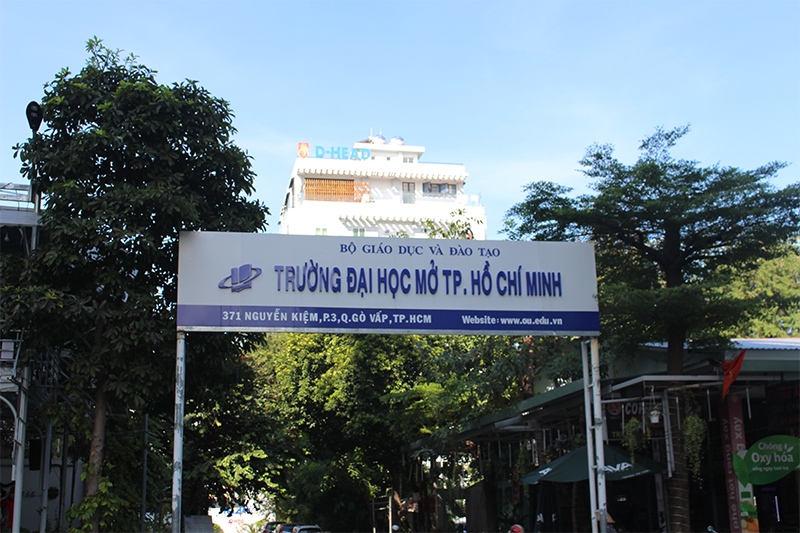 D-HEAD
BỘ GIÁO DỤC VÀ ĐÀO TẠO
TRƯỜNG ĐẠI HỌC MỞ TP. HỒ CHÍ MINH
371 NGUYỄN KIỆM,P.3,Q.GÒ VẤP,TP.HCM Website: www.ou.edu.vn
Chống
Oxy hóa